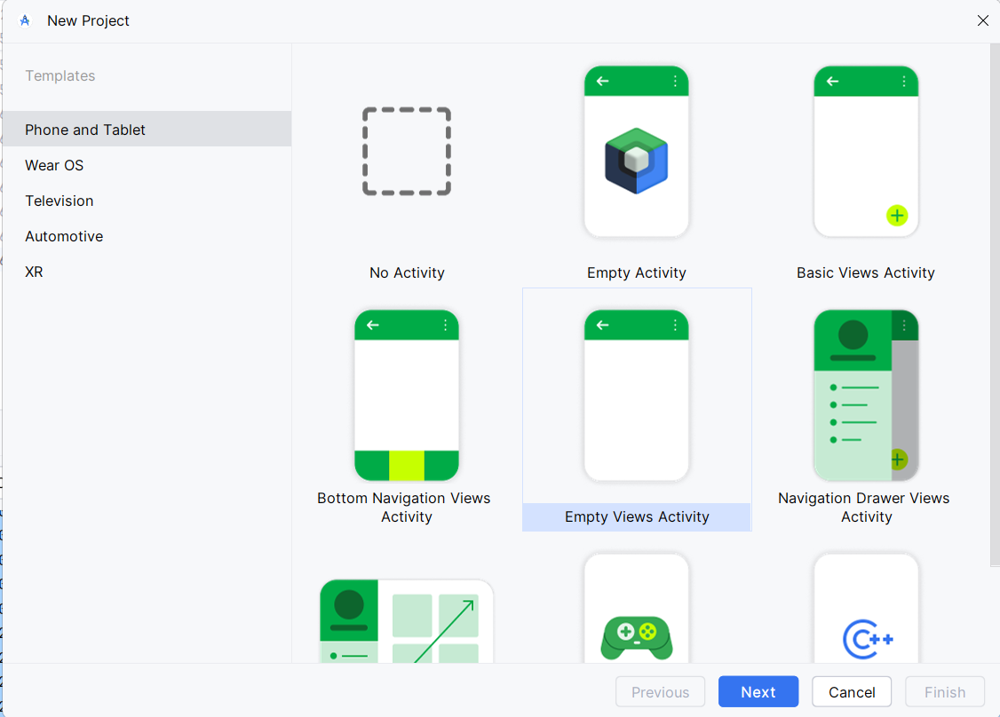 New Project
Templates
Phone and Tablet
Wear OS
Television
Automotive
XR
No Activity
Empty Activity
Basic Views Activity
Bottom Navigation Views
Activity
Empty Views Activity
Navigation Drawer Views
Activity
C++
Previous
Next
Cancel
Finish